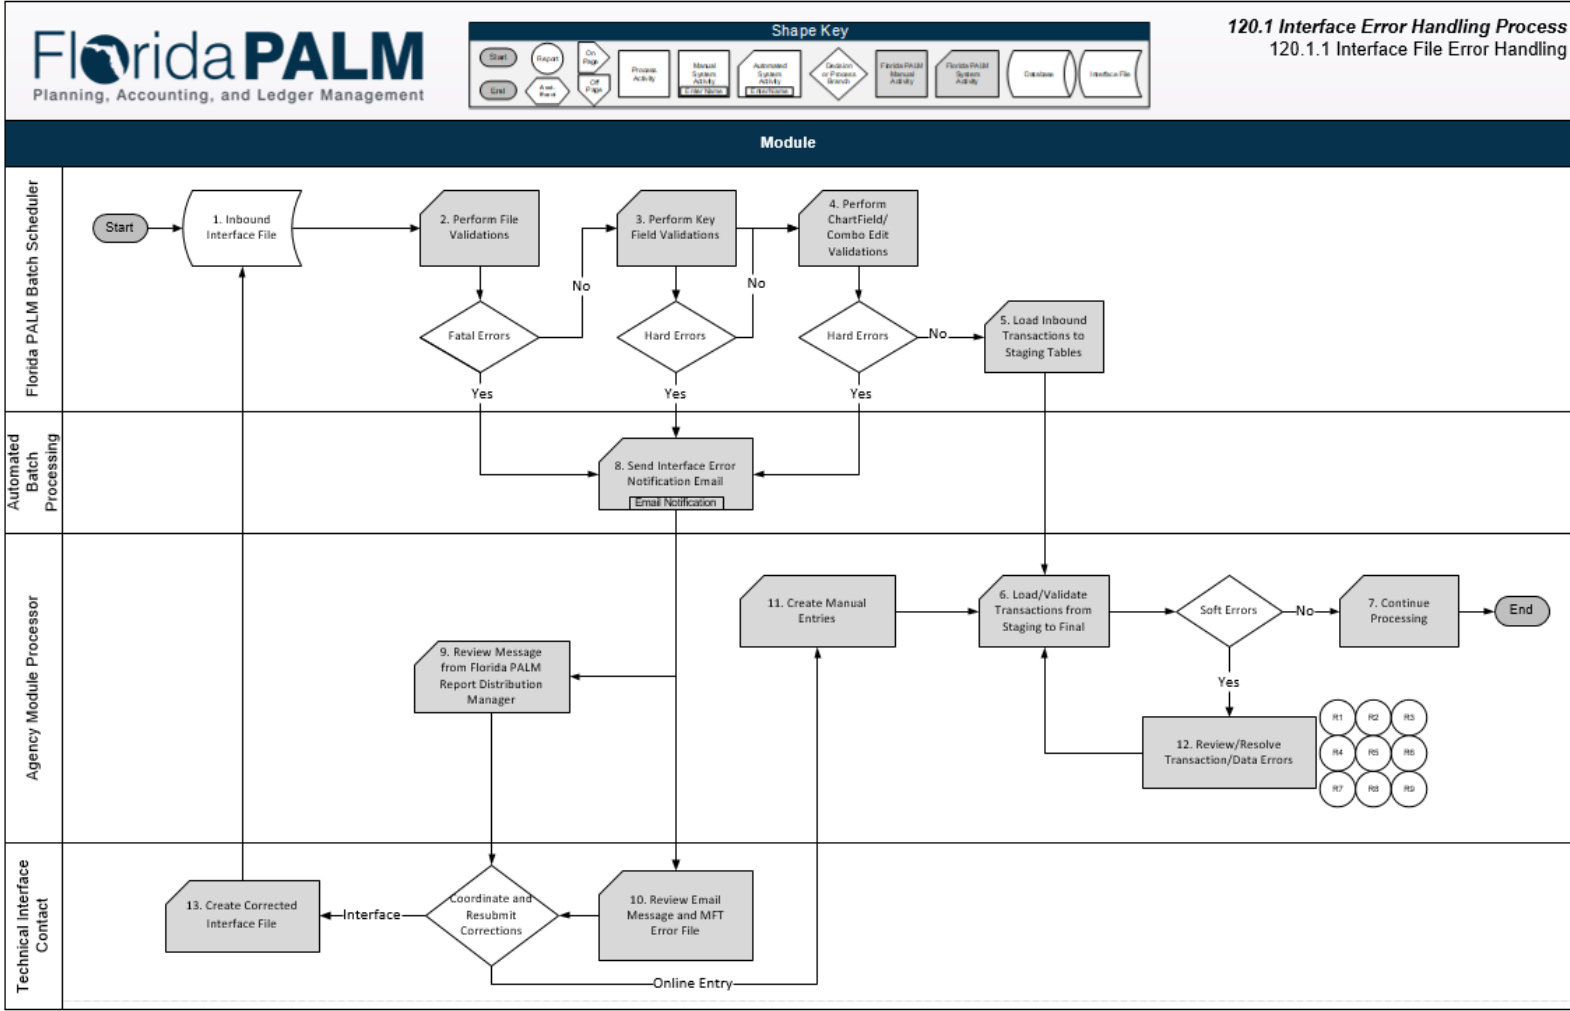 Florida PALM
Planning, Accounting, and Ledger Management
Shape Key
Start
End
Report
On
Page
Off
Page
Process
Activity
Manual
System
Activity
Enter Name
Automated
System
Activity
Enter Name
Decision
or Process
Branch
Florida PALM
Manual
Activity
Florida PALM
System
Activity
Database
Interface File
120.1 Interface Error Handling Process
120.1.1 Interface File Error Handling
Module
Florida PALM Batch Scheduler
Start
1. Inbound
Interface File
2. Perform File
Validations
3. Perform Key
Field Validations
4. Perform
ChartField/
Combo Edit
Validations
No
No
Fatal Errors
Hard Errors
Hard Errors
No
5. Load Inbound
Transactions to
Staging Tables
Yes
Yes
Yes
Automated
Batch
Processing
8. Send Interface Error
Notification Email
Email Notification
Agency Module Processor
11. Create Manual
Entries
6. Load/Validate
Transactions from
Staging to Final
Soft Errors
No
7. Continue
Processing
End
9. Review Message
from Florida PALM
Report Distribution
Manager
Yes
12. Review/Resolve
Transaction/Data Errors
R1
R2
R3
R4
R5
R6
R7
R8
R9
Technical Interface
Contact
13. Create Corrected
Interface File
Interface
Coordinate and
Resubmit
Corrections
10. Review Email
Message and MFT
Error File
Online Entry